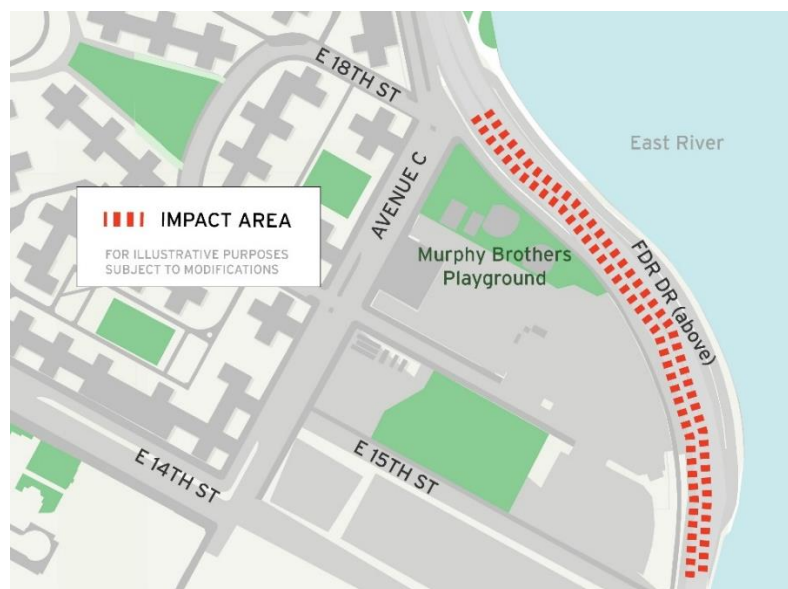 E 18TH ST
AVENUE C
East River
IMPACT AREA
FOR ILLUSTRATIVE PURPOSES
SUBJECT TO MODIFICATIONS
Murphy Brothers
Playground
FDR DR (above)
E 14TH ST
E 15TH ST